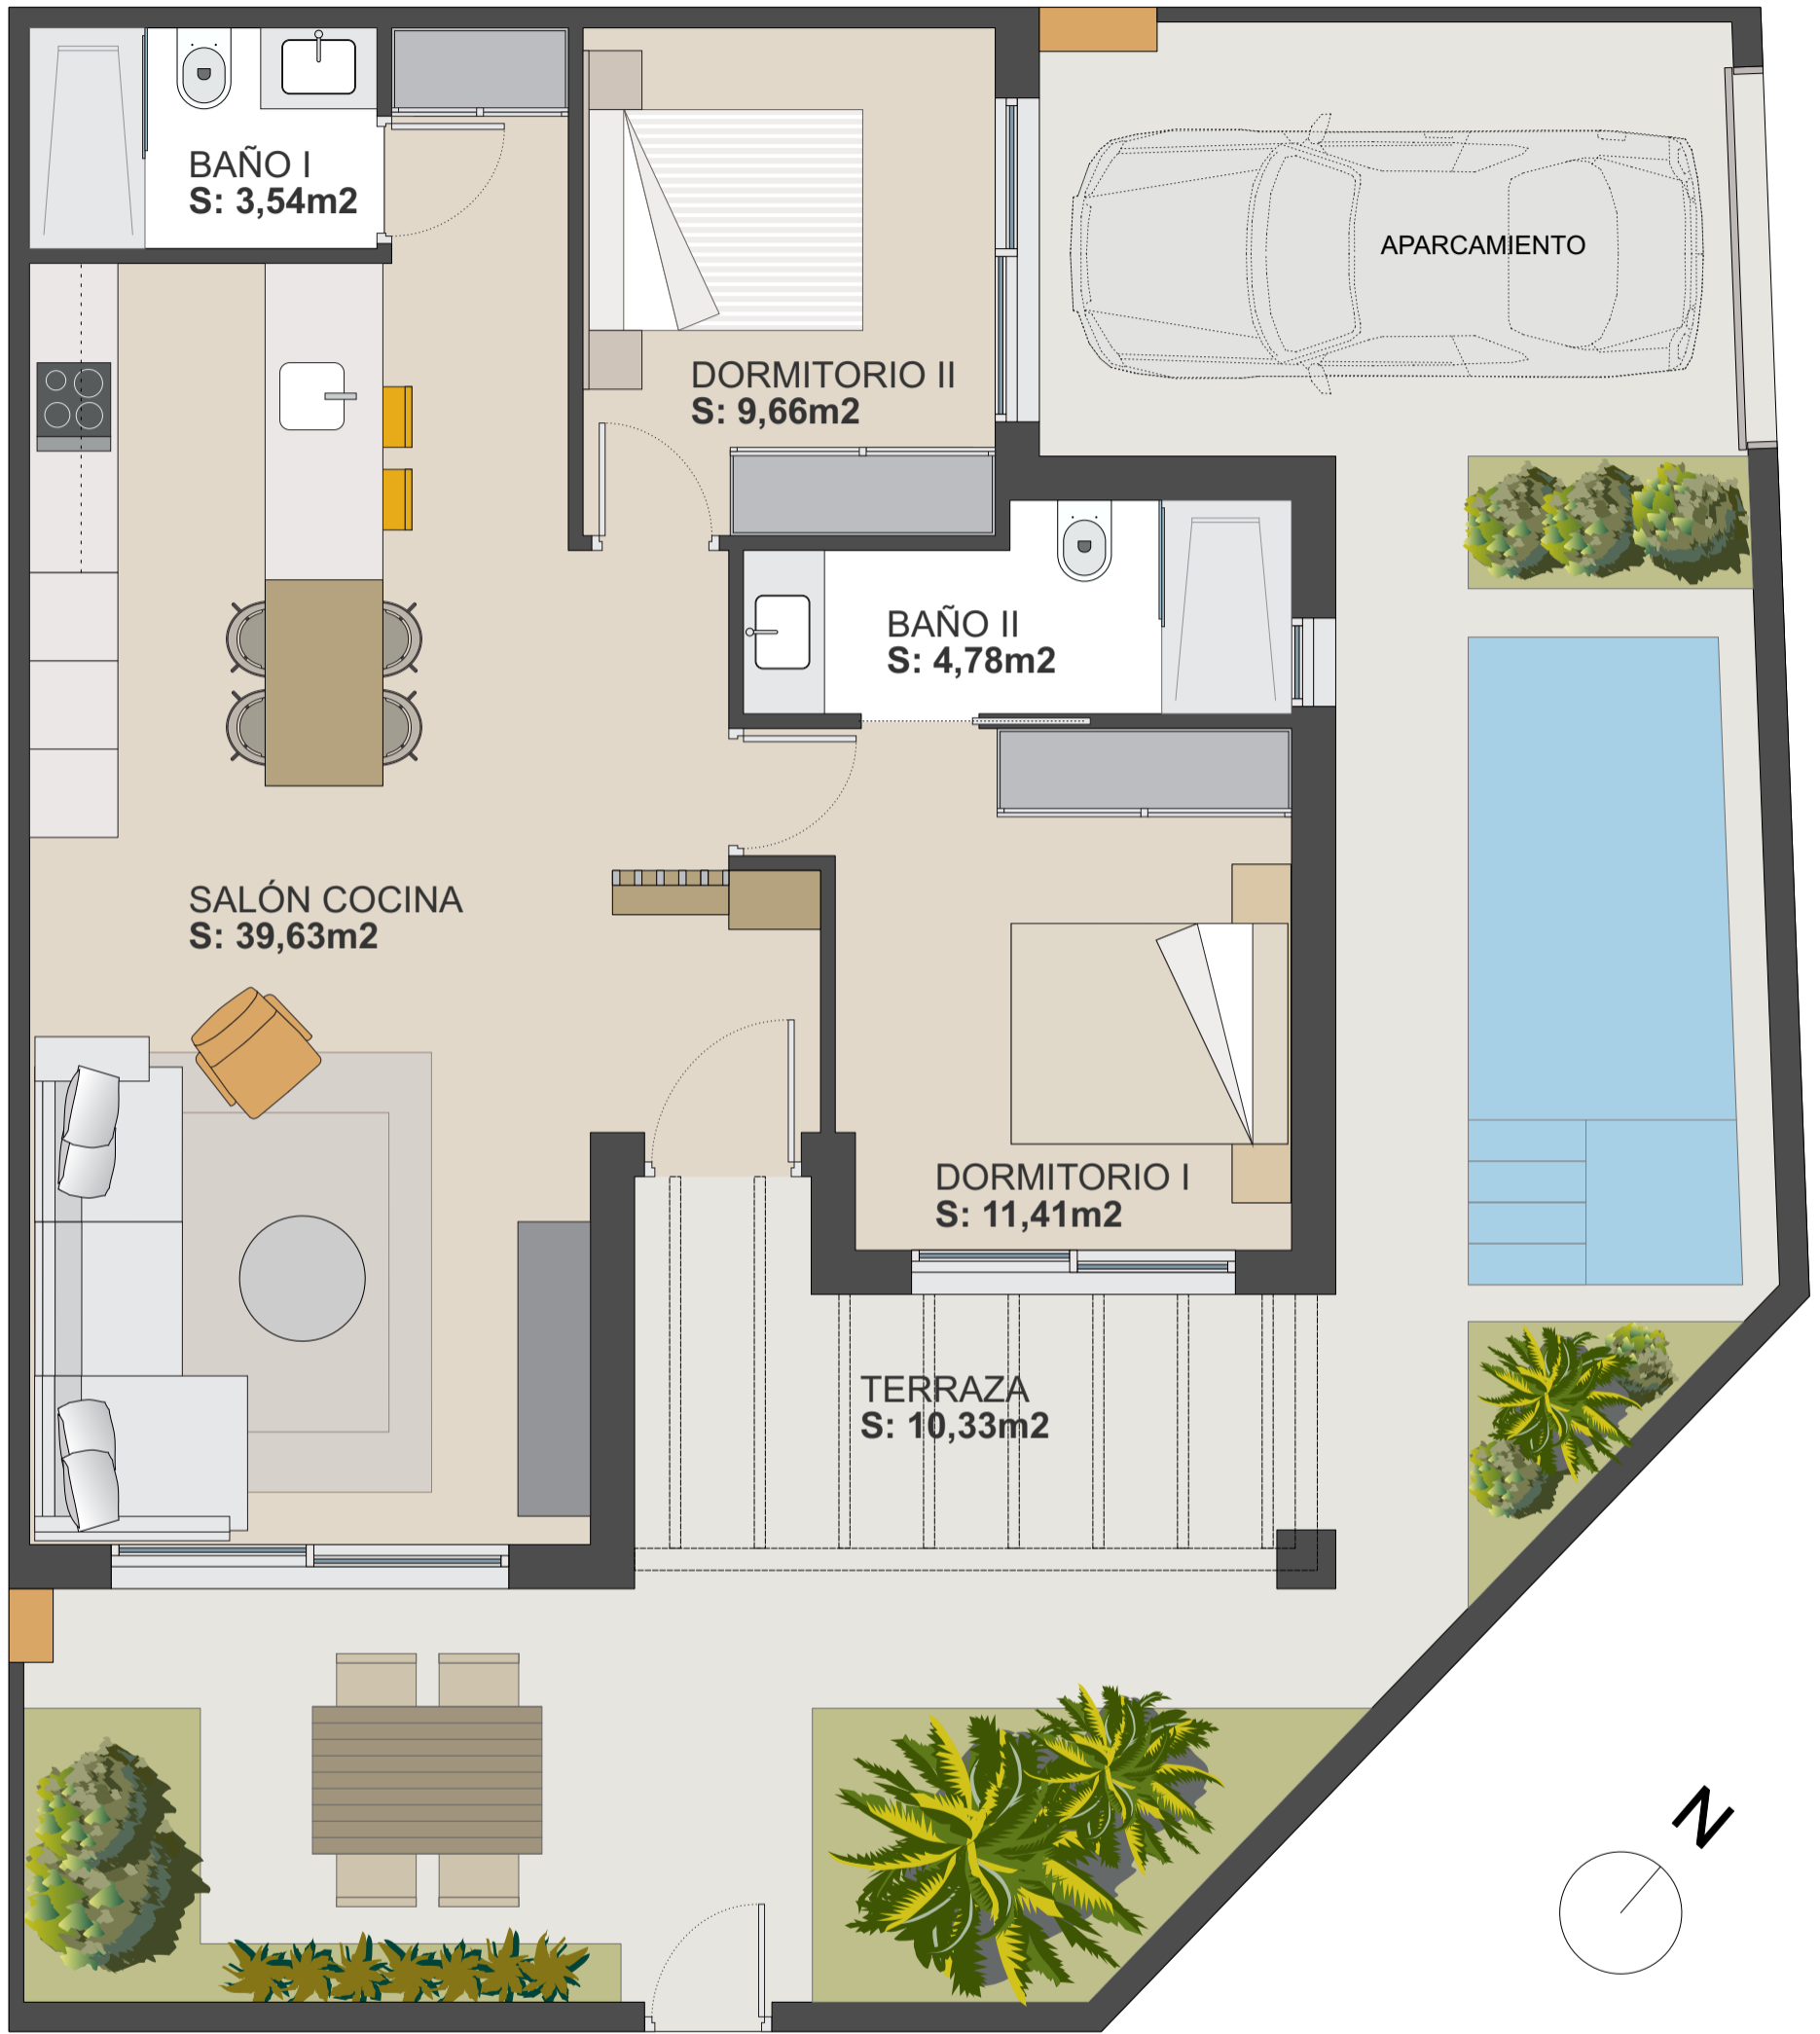 BAÑO I
S: 3,54m2
APARCAMIENTO
DORMITORIO II
S: 9,66m2
BAÑO II
S: 4,78m2
SALÓN COCINA
S: 39,63m2
DORMITORIO I
S: 11,41m2
TERRAZA
S: 10,33m2
N